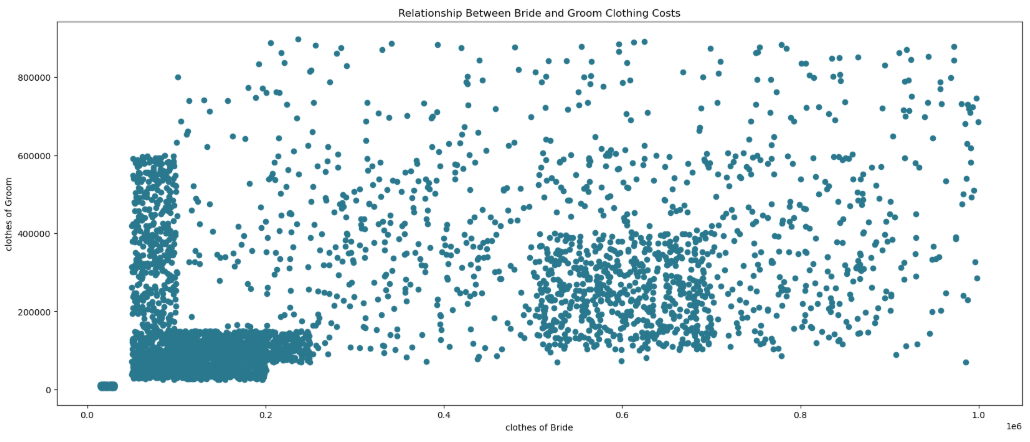 Relationship Between Bride and Groom Clothing Costs
clothes of Groom
800000
600000
400000
200000
0
0.0 0.2 0.4 0.6 0.8 1.0
1e6
clothes of Bride